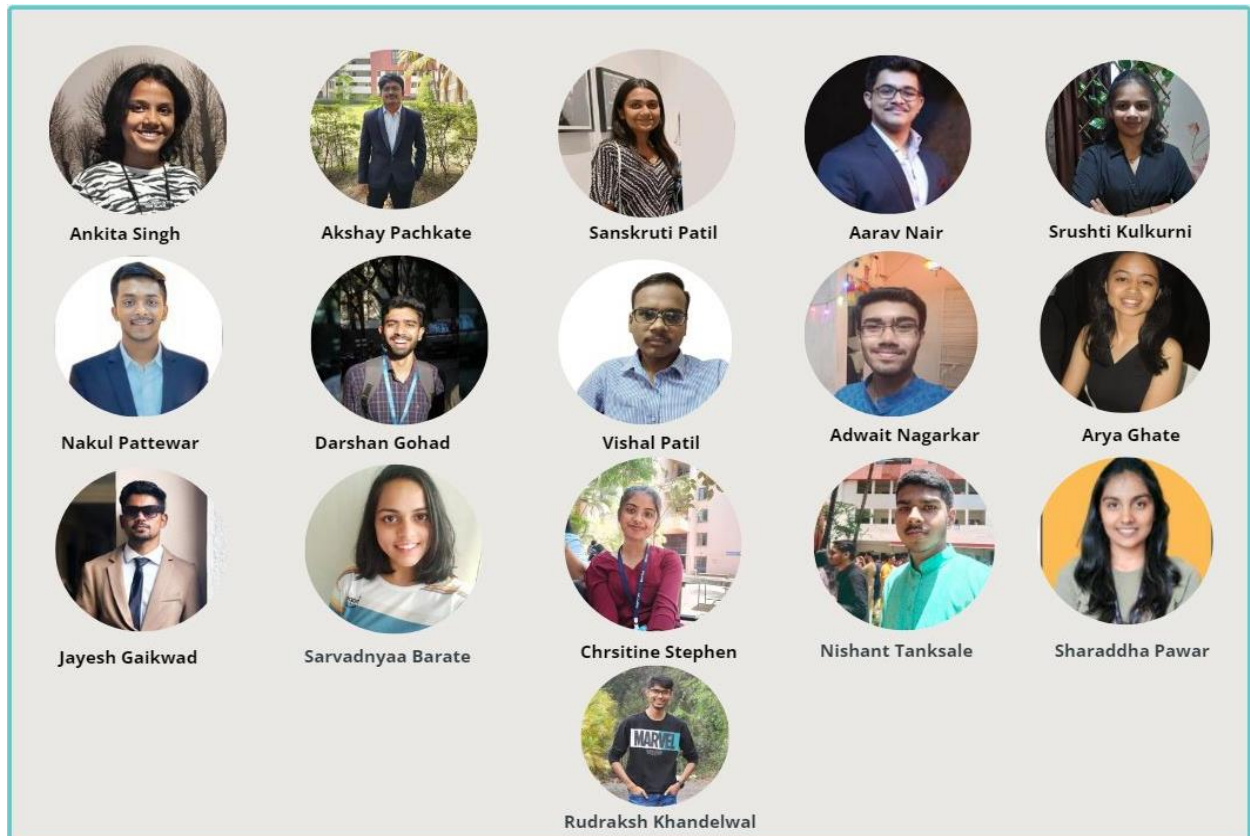 Ankita Singh
Akshay Pachkate
Sanskruti Patil
Aarav Nair
Srushti Kulkurni
Nakul Pattewar
Darshan Gohad
Vishal Patil
Adwait Nagarkar
Arya Ghate
Jayesh Gaikwad
Sarvadnyaa Barate
Chrsitine Stephen
Nishant Tanksale
Sharaddha Pawar
MARVEL
Rudraksh Khandelwal